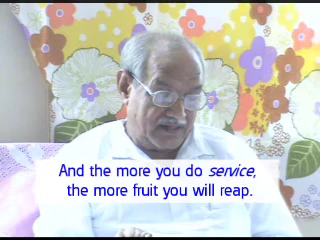 And the more you do service,
the more fruit you will reap.